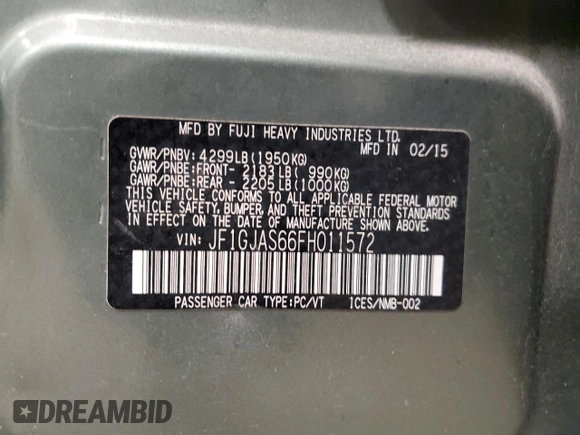 MFD BY FUJI HEAVY INDUSTRIES LTD.
MFD IN 02/15
GVWR/PNBV: 4299LB(1950KG)
GAWR/PNBE:FRONT- 2183LB( 990KG)
GAWR/PNBE:REAR - 2205LB(1000KG)
THIS VEHICLE CONFORMS TO ALL APPLICABLE FEDERAL MOTOR
VEHICLE SAFETY,BUMPER, AND THEFT PREVENTION STANDARDS
IN EFFECT ON THE DATE OF MANUFACTURE SHOWN ABOVE.
VIN: JF1GJAS66FH011572
PASSENGER CAR TYPE:PC/VT 1CES/NMB-002
DREAMBID